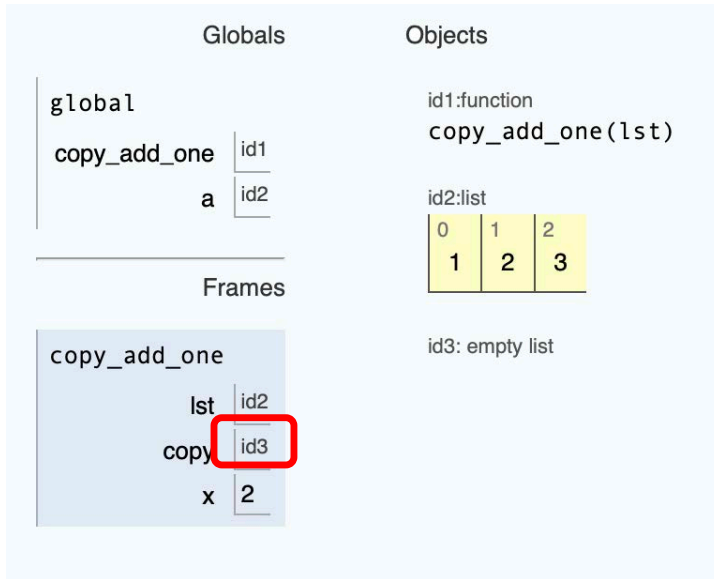 Globals
Objects
global
copy_add_one id1
a id2
id1:function
copy_add_one(lst)
id2:list
0 1 2
1 2 3
id3: empty list
Frames
copy_add_one
lst id2
copy id3
x 2